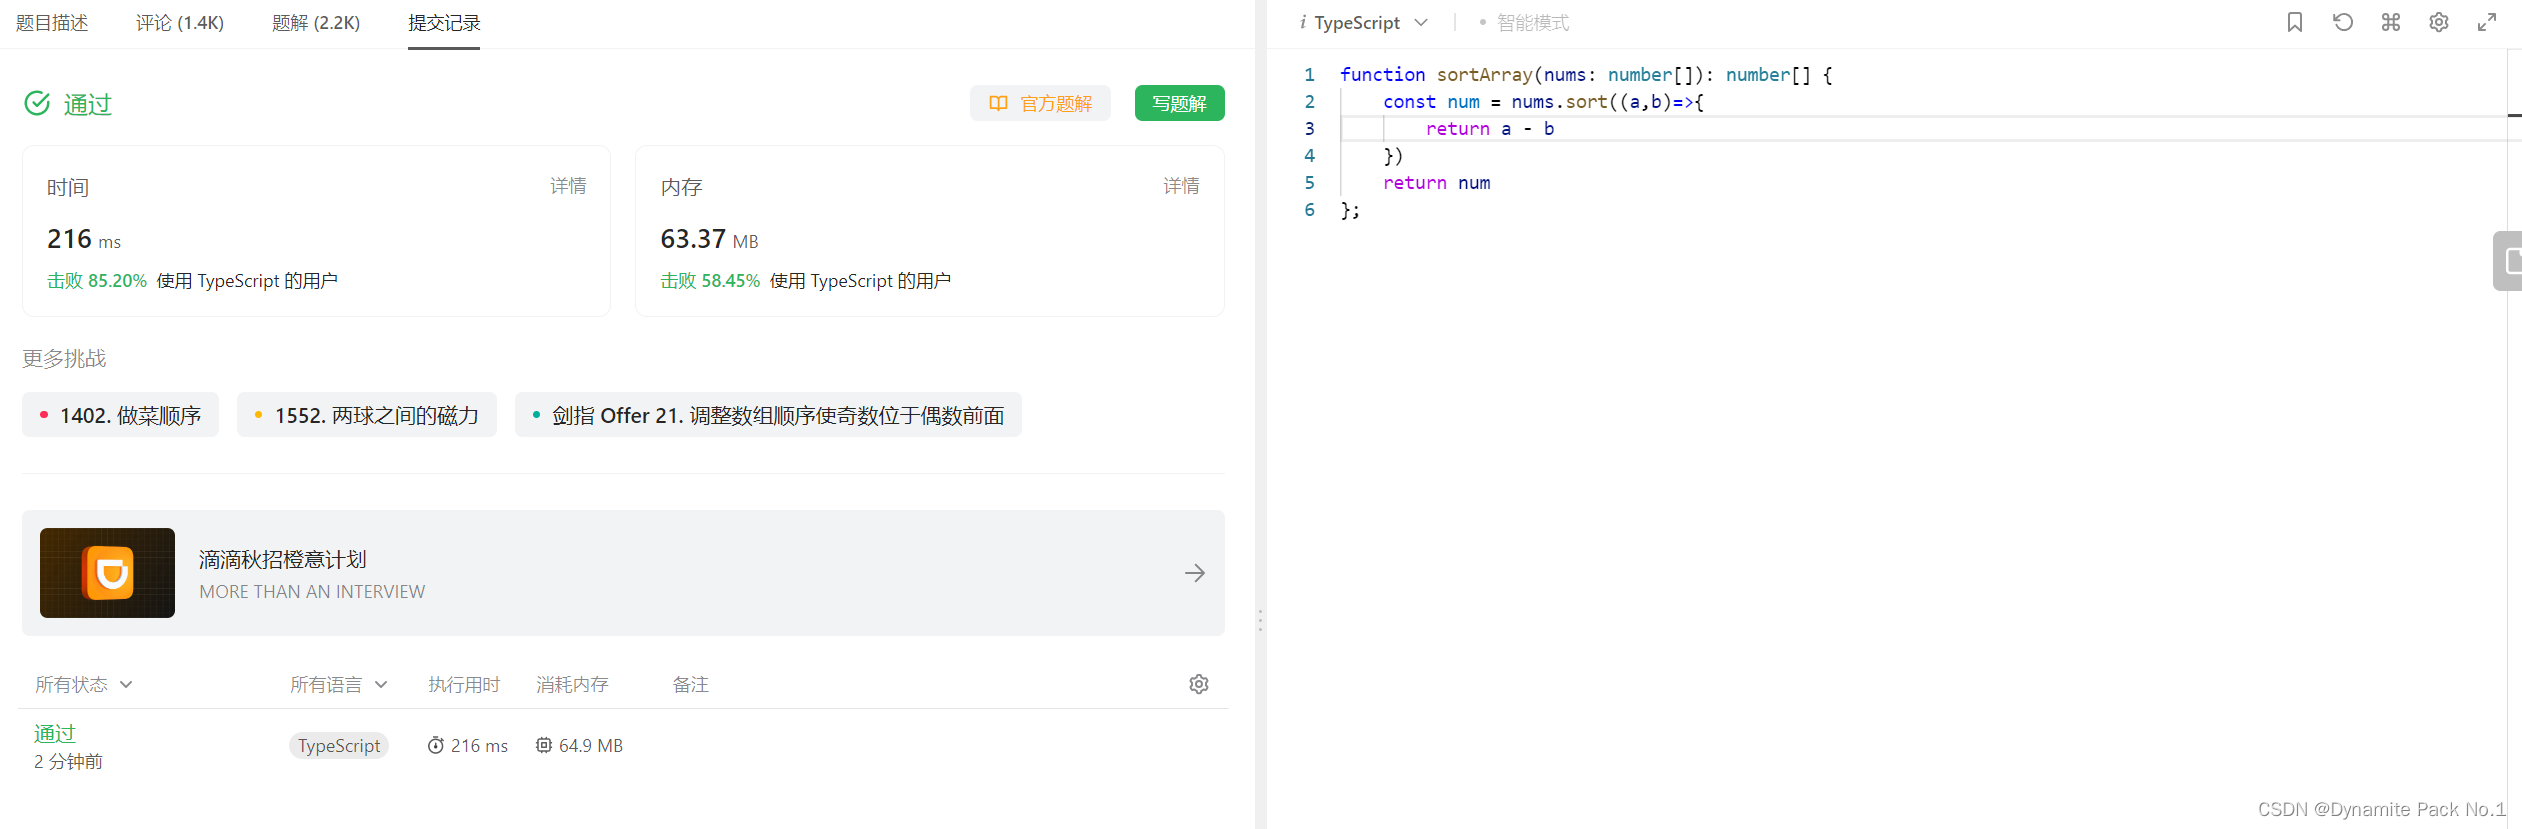 题目描述 评论 (1.4K) 题解 (2.2K) 提交记录
通过 官方题解 写题解
时间 详情
216 ms
击败 85.20% 使用 TypeScript 的用户
内存 详情
63.37 MB
击败 58.45% 使用 TypeScript 的用户
更多挑战
1402. 做菜顺序 1552. 两球之间的磁力 剑指 Offer 21. 调整数组顺序使奇数位于偶数前面
滴滴秋招橙意计划
MORE THAN AN INTERVIEW
所有状态 所有语言 执行用时 消耗内存 备注
通过 TypeScript 216 ms 64.9 MB
2 分钟前
i TypeScript 智能模式
1 function sortArray(nums: number[]): number[] {
2 const num = nums.sort((a,b)=>{
3 return a - b
4 })
5 return num
6 };
CSDN @Dynamite Pack No.1